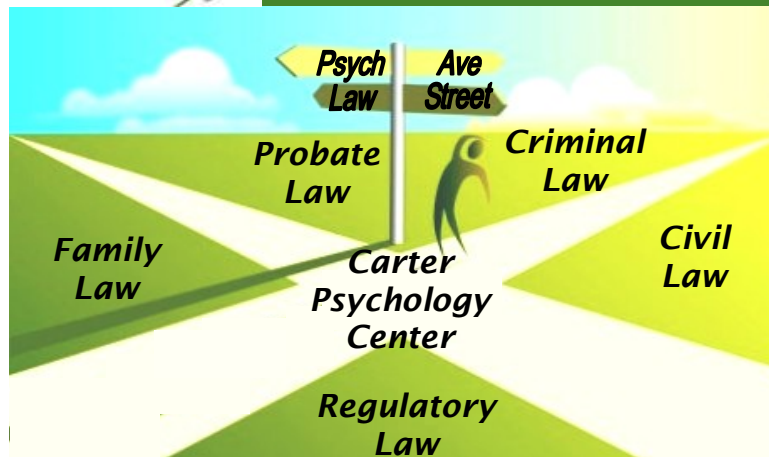 Psych Ave
Law Street
Probate
Law
Criminal
Law
Family
Law
Civil
Law
Carter
Psychology
Center
Regulatory
Law